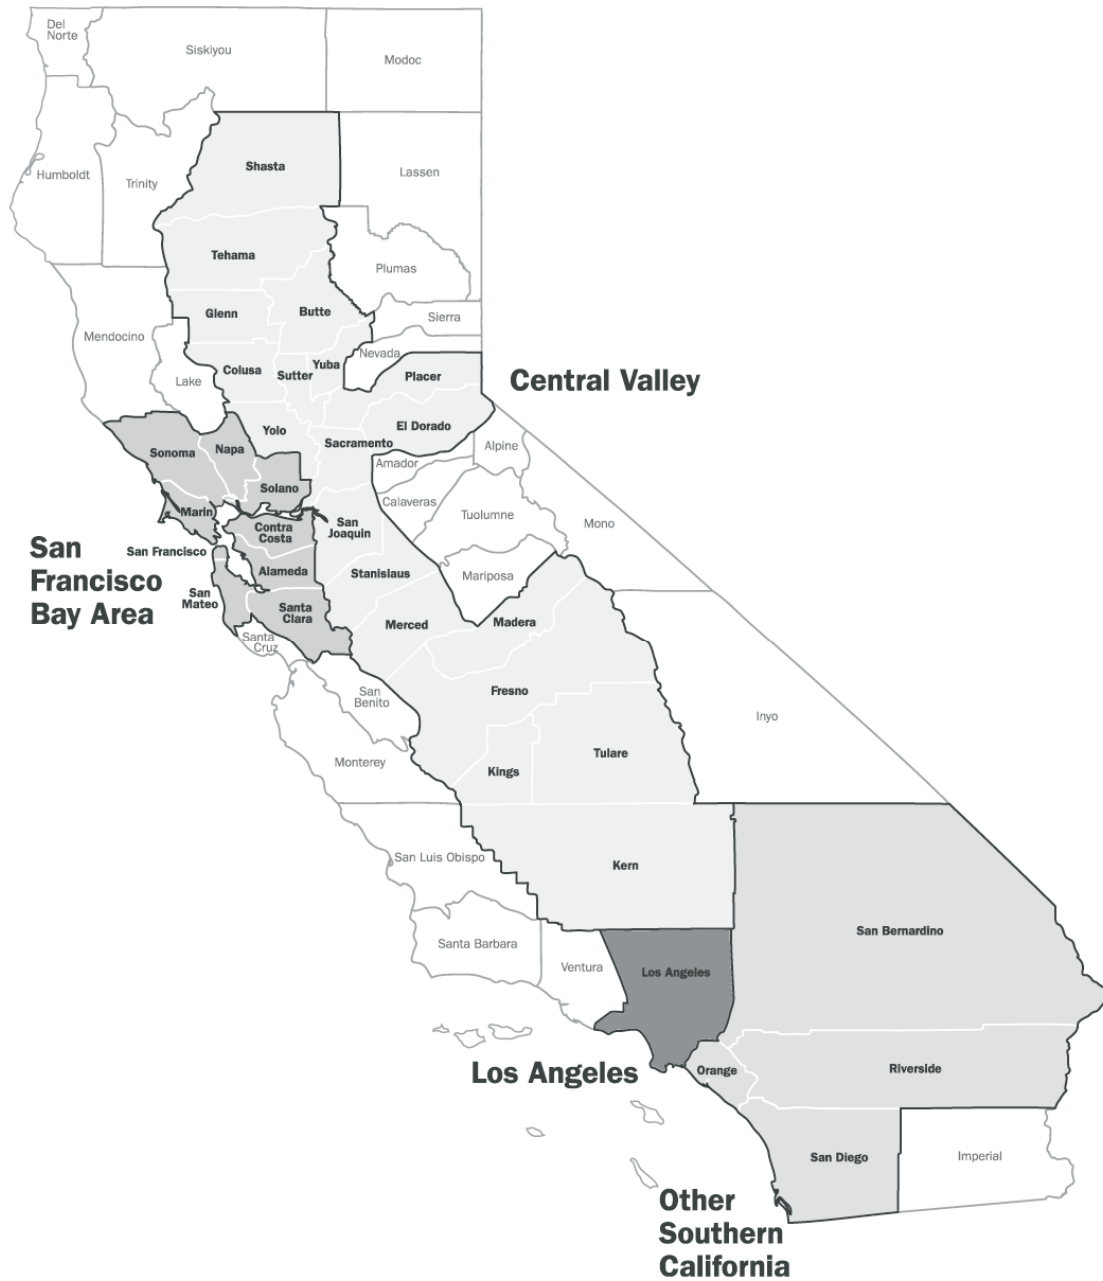 Del
Norte
Siskiyou
Modoc
Shasta
Lassen
Humboldt
Trinity
Tehama
Plumas
Glenn
Butte
Sierra
Mendocino
Nevada
Yuba
Colusa
Sutter
Placer
Lake
Central Valley
El Dorado
Yolo
Sacramento
Napa
Sonoma
Alpine
Amador
Solano
Calaveras
Marin
Tuolumne
Mono
Contra
Costa
San
Joaquin
San
Francisco
Bay Area
San Francisco
Alameda
Stanislaus
Mariposa
San
Mateo
Santa
Clara
Merced
Madera
Santa
Cruz
Fresno
San
Benito
Inyo
Monterey
Kings
Tulare
San Luis Obispo
Kern
San Bernardino
Santa Barbara
Ventura
Los Angeles
Los Angeles
Orange
Riverside
San Diego
Imperial
Other
Southern
California